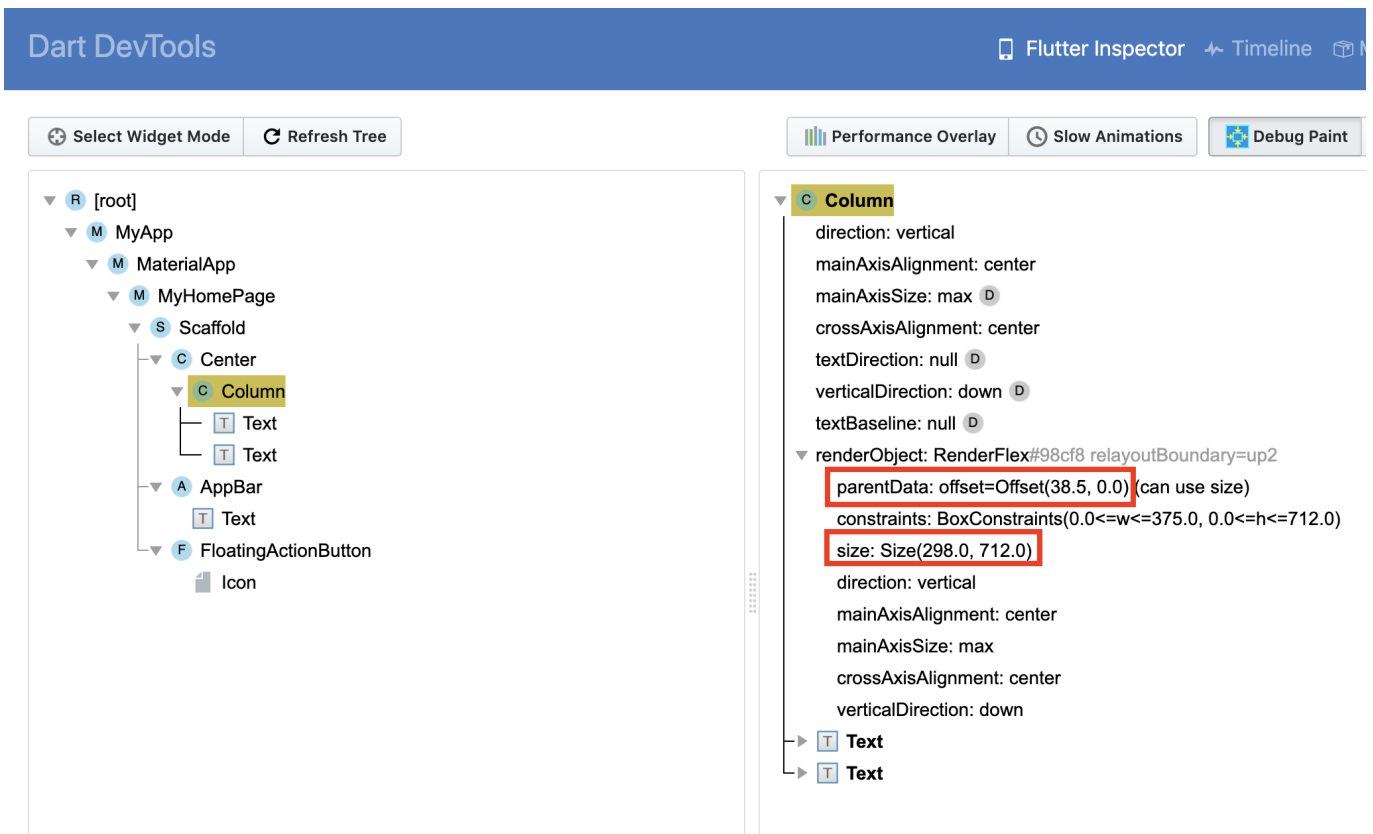 Dart DevTools
Flutter Inspector
Timeline
Select Widget Mode
Refresh Tree
Performance Overlay
Slow Animations
Debug Paint
R [root]
M MyApp
M MaterialApp
M MyHomePage
S Scaffold
C Center
C Column
T Text
T Text
A AppBar
T Text
F FloatingActionButton
Icon
C Column
direction: vertical
mainAxisAlignment: center
mainAxisSize: max D
crossAxisAlignment: center
textDirection: null D
verticalDirection: down D
textBaseline: null D
renderObject: RenderFlex#98cf8 relayoutBoundary=up2
parentData: offset=Offset(38.5, 0.0) (can use size)
constraints: BoxConstraints(0.0<=w<=375.0, 0.0<=h<=712.0)
size: Size(298.0, 712.0)
direction: vertical
mainAxisAlignment: center
mainAxisSize: max
crossAxisAlignment: center
verticalDirection: down
T Text
T Text